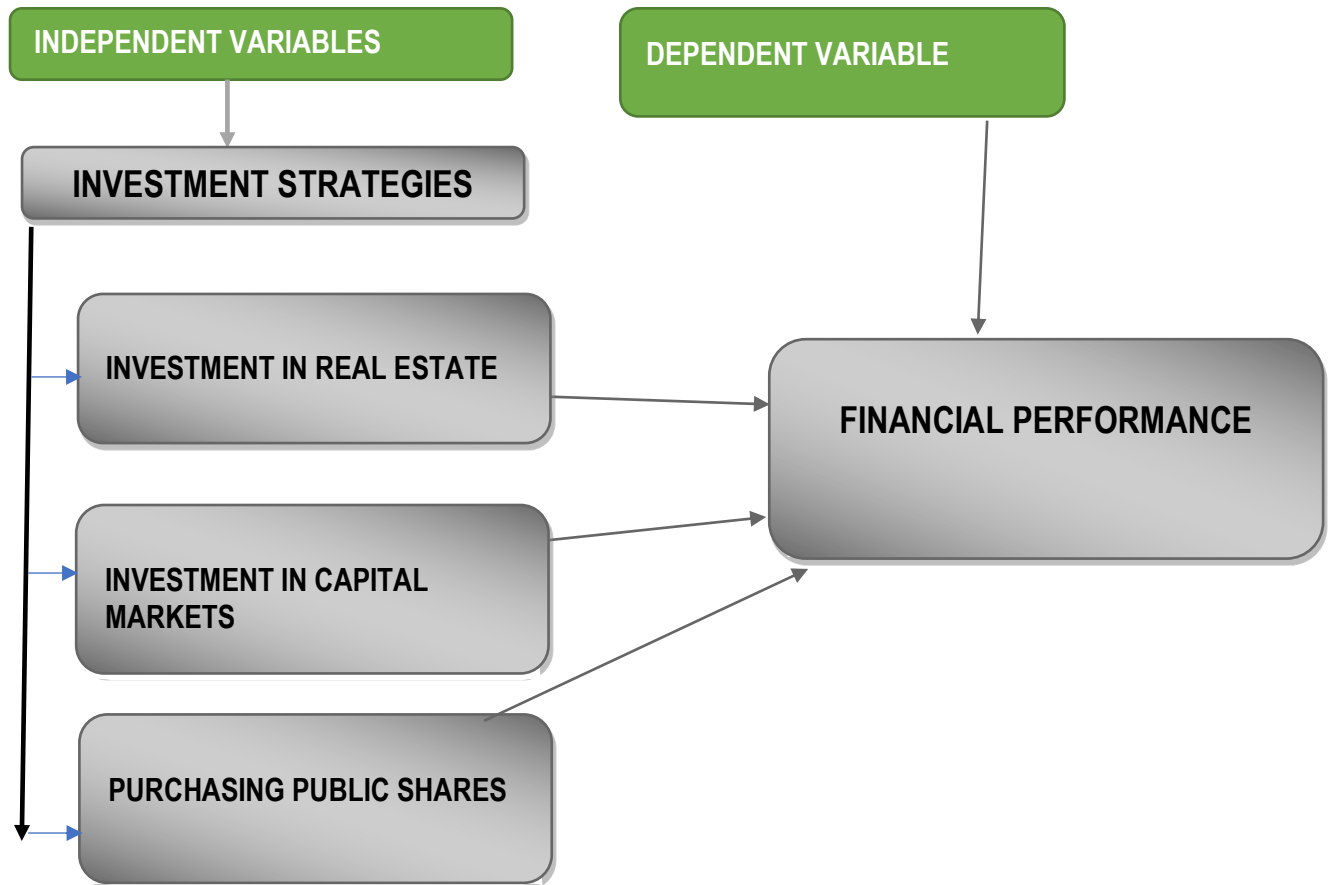 INDEPENDENT VARIABLES
DEPENDENT VARIABLE
INVESTMENT STRATEGIES
INVESTMENT IN REAL ESTATE
FINANCIAL PERFORMANCE
INVESTMENT IN CAPITAL
MARKETS
PURCHASING PUBLIC SHARES